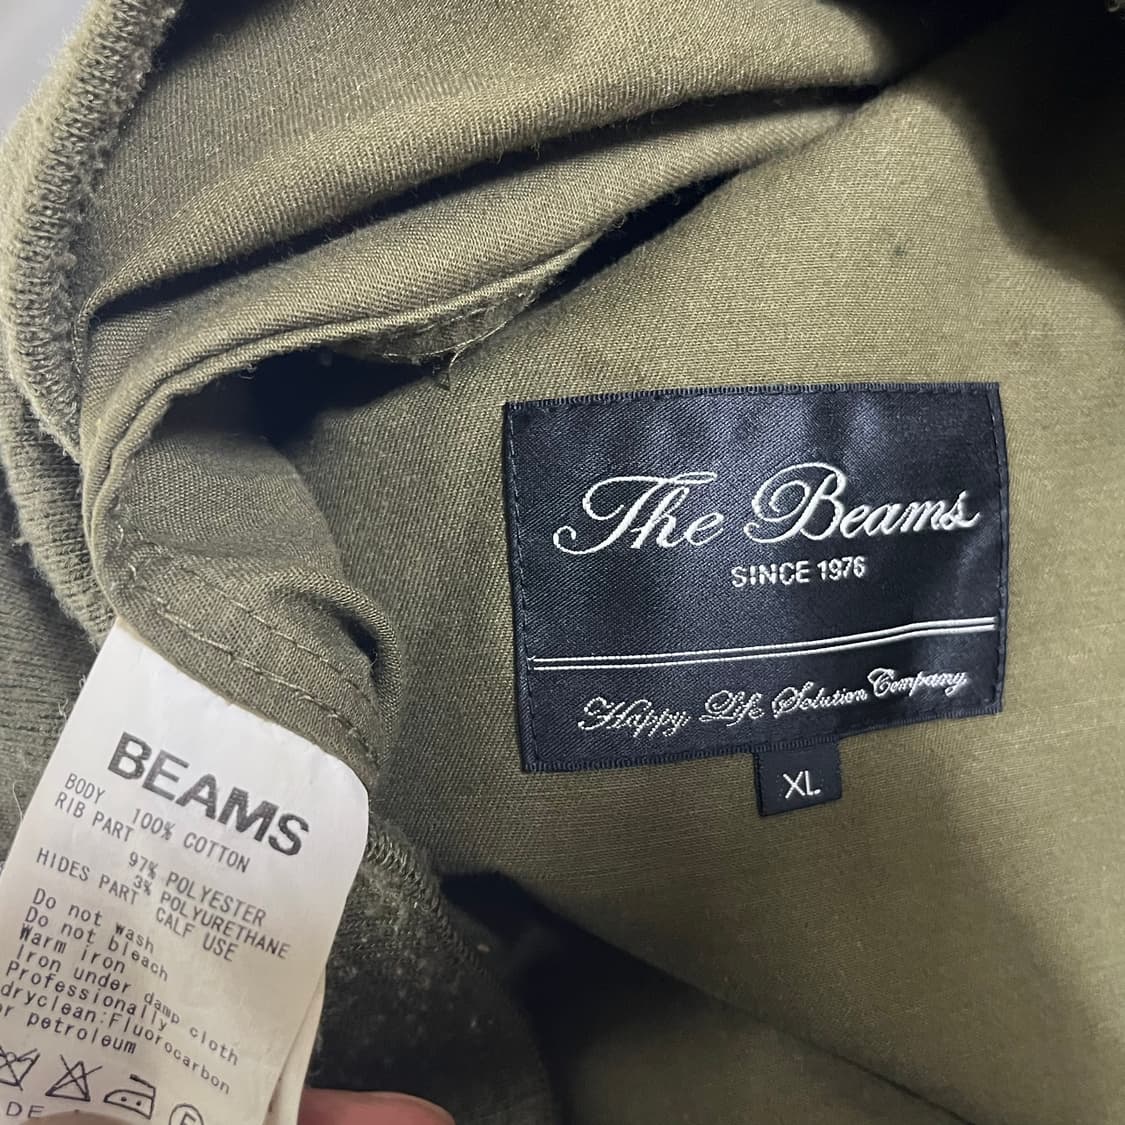 The Beams
SINCE 1976
Happy Life Solution Company
XL
BEAMS
BODY 100% COTTON
RIB PART
97% POLYESTER
3% POLYURETHANE
HIDES PART CALF USE
Do not wash
Do not bleach
Warm iron
Iron under damp cloth
Professionally
dryclean:Fluorocarbon
or petroleum